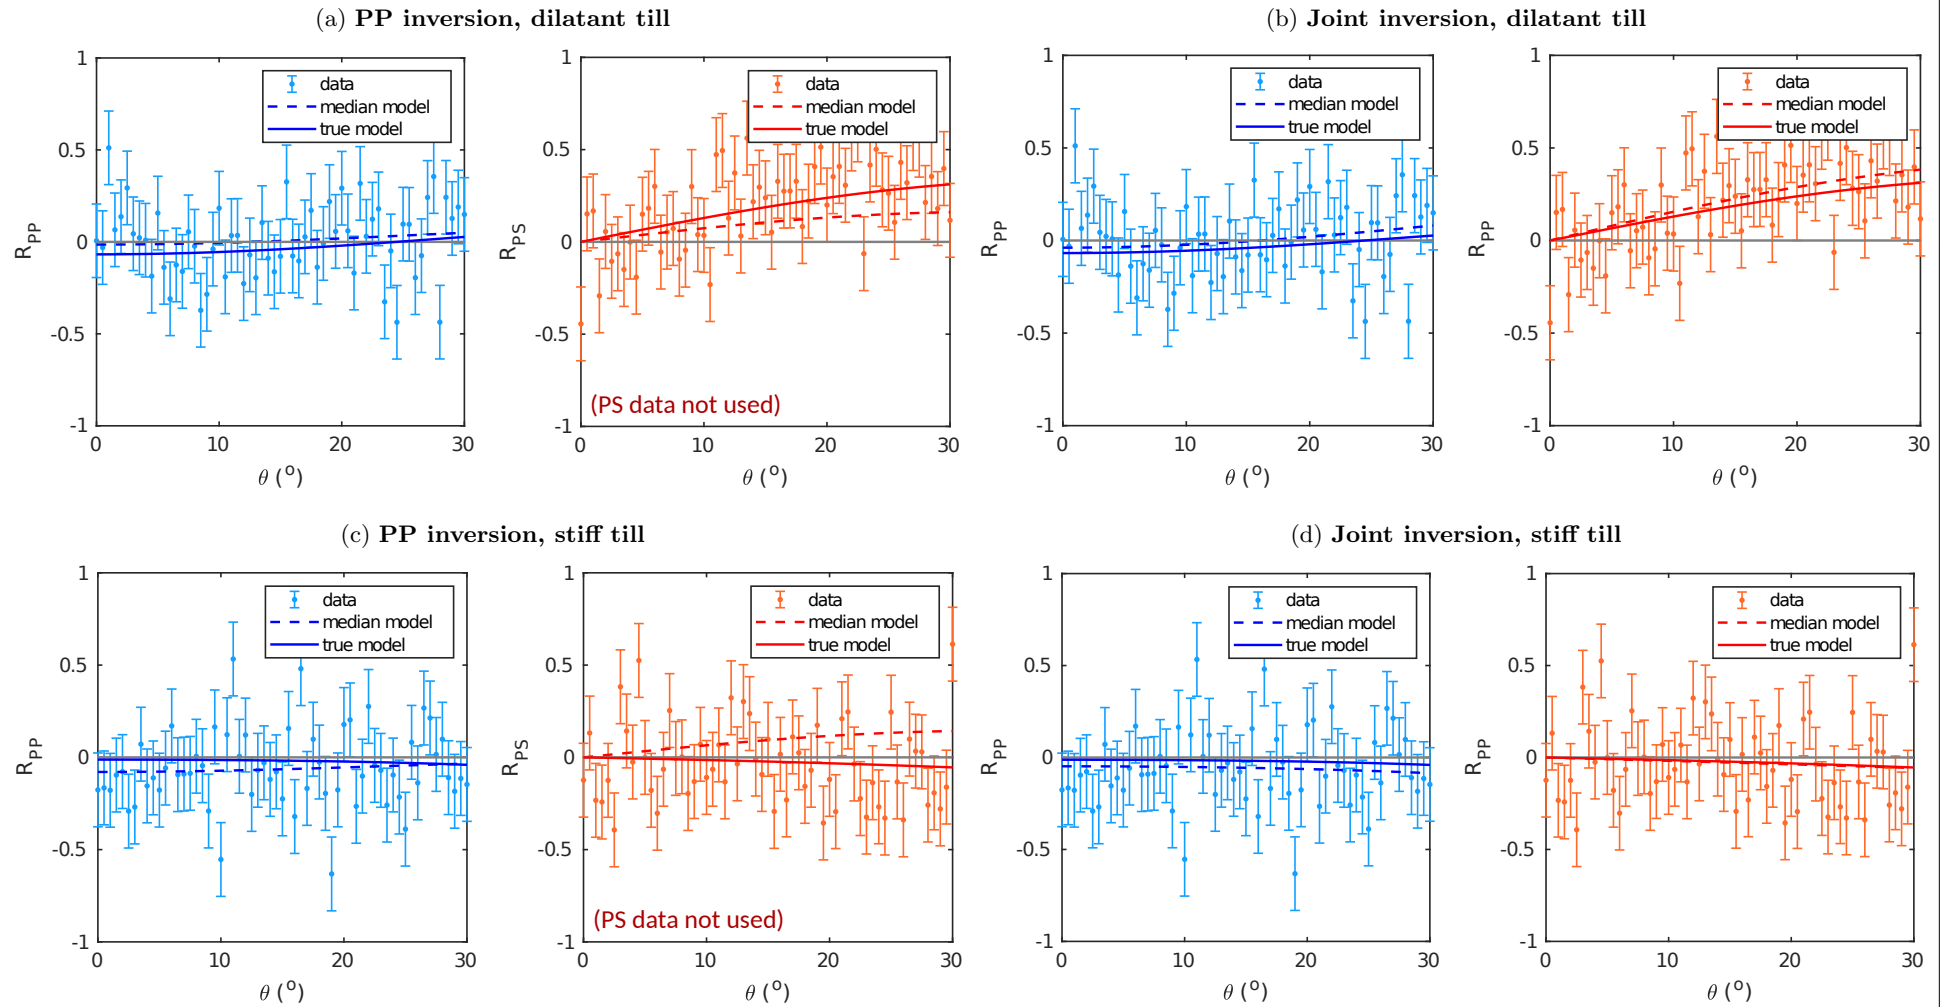 (a) PP inversion, dilatant till
1
0.5
0
-0.5
-1
R_PP
0 10 20 30
θ (°)
data
median model
true model
1
0.5
0
-0.5
-1
R_PS
0 10 20 30
θ (°)
data
median model
true model
(PS data not used)
(b) Joint inversion, dilatant till
1
0.5
0
-0.5
-1
R_PP
0 10 20 30
θ (°)
data
median model
true model
1
0.5
0
-0.5
-1
R_PP
0 10 20 30
θ (°)
data
median model
true model
(c) PP inversion, stiff till
1
0.5
0
-0.5
-1
R_PP
0 10 20 30
θ (°)
data
median model
true model
1
0.5
0
-0.5
-1
R_PS
0 10 20 30
θ (°)
data
median model
true model
(PS data not used)
(d) Joint inversion, stiff till
1
0.5
0
-0.5
-1
R_PP
0 10 20 30
θ (°)
data
median model
true model
1
0.5
0
-0.5
-1
R_PP
0 10 20 30
θ (°)
data
median model
true model